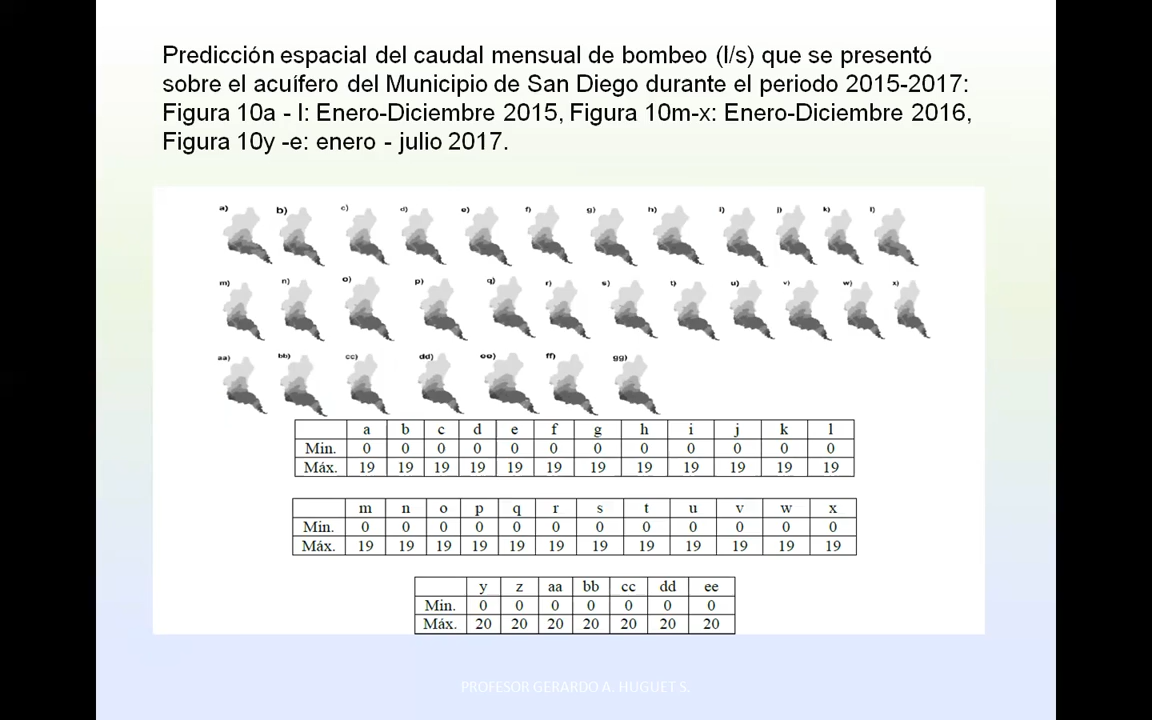 Predicción espacial del caudal mensual de bombeo (l/s) que se presentó
sobre el acuífero del Municipio de San Diego durante el periodo 2015-2017:
Figura 10a - l: Enero-Diciembre 2015, Figura 10m-x: Enero-Diciembre 2016,
Figura 10y -e: enero - julio 2017.
a) b) c) d) e) f) g) h) i) j) k) l)
m) n) o) p) q) r) s) t) u) v) w) x)
aa) bb) cc) dd) ee) ff) gg)
a b c d e f g h i j k l
Min. 0 0 0 0 0 0 0 0 0 0 0 0
Máx. 19 19 19 19 19 19 19 19 19 19 19 19
m n o p q r s t u v w x
Min. 0 0 0 0 0 0 0 0 0 0 0 0
Máx. 19 19 19 19 19 19 19 19 19 19 19 19
y z aa bb cc dd ee
Min. 0 0 0 0 0 0 0
Máx. 20 20 20 20 20 20 20
PROFESOR GERARDO A. HUGUET S.